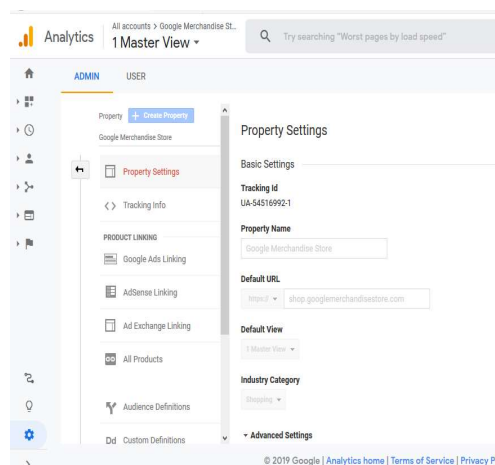 Analytics
All accounts > Google Merchandise St..
1 Master View
Try searching "Worst pages by load speed"
ADMIN
USER
Property
+ Create Property
Google Merchandise Store
Property Settings
Tracking Info
PRODUCT LINKING
Google Ads Linking
AdSense Linking
Ad Exchange Linking
GO All Products
Audience Definitions
Dd Custom Definitions
Property Settings
Basic Settings
Tracking Id
UA-54516992-1
Property Name
Google Merchandise Store
Default URL
https:// shop.googlemerchandisestore.com
Default View
1 Master View
Industry Category
Shopping
Advanced Settings
© 2019 Google | Analytics home | Terms of Service | Privacy P